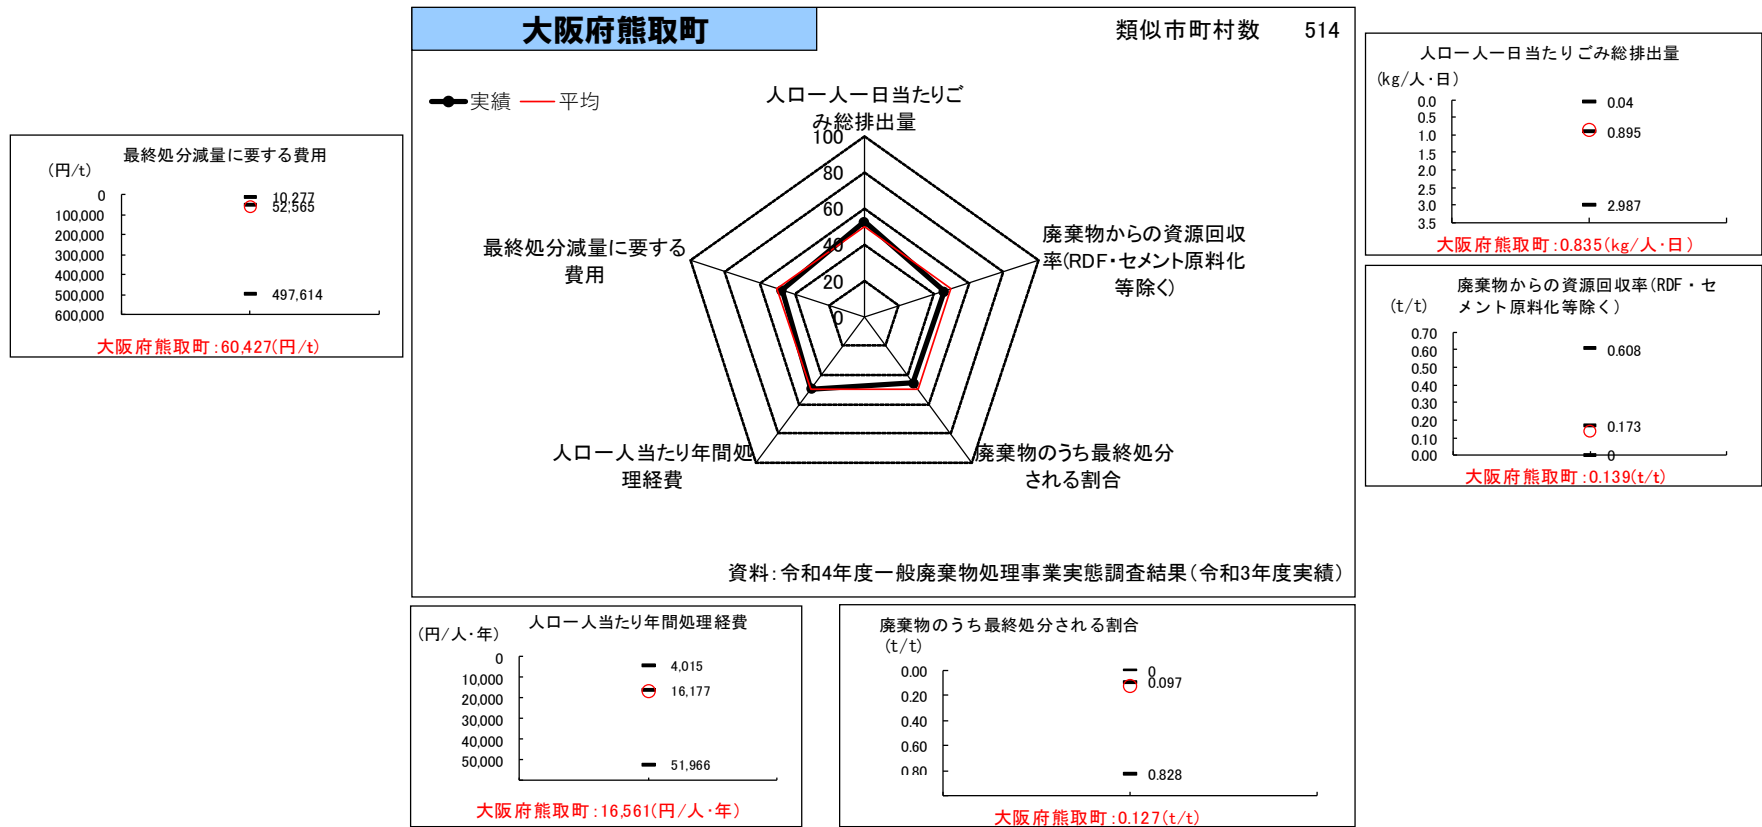 大阪府熊取町
類似市町村数 514
実績 平均
人口一人一日当たりご
み総排出量
100
80
60
40
20
0
廃棄物からの資源回収
率(RDF・セメント原料化
等除く)
最終処分減量に要する
費用
人口一人当たり年間処
理経費
廃棄物のうち最終処分
される割合
資料：令和4年度一般廃棄物処理事業実態調査結果（令和3年度実績）
最終処分減量に要する費用
(円/t)
0
100,000
200,000
300,000
400,000
500,000
600,000
10,277
52,565
497,614
大阪府熊取町：60,427(円/t)
人口一人一日当たりごみ総排出量
(kg/人・日)
0.0
0.5
1.0
1.5
2.0
2.5
3.0
3.5
0.04
0.895
2.987
大阪府熊取町：0.835(kg/人・日)
廃棄物からの資源回収率(RDF・セ
メント原料化等除く)
(t/t)
0.70
0.60
0.50
0.40
0.30
0.20
0.10
0.00
0.608
0.173
0
大阪府熊取町：0.139(t/t)
人口一人当たり年間処理経費
(円/人・年)
0
10,000
20,000
30,000
40,000
50,000
4,015
16,177
51,966
大阪府熊取町：16,561(円/人・年)
廃棄物のうち最終処分される割合
(t/t)
0.00
0.20
0.40
0.60
0.80
0
0.097
0.828
大阪府熊取町：0.127(t/t)